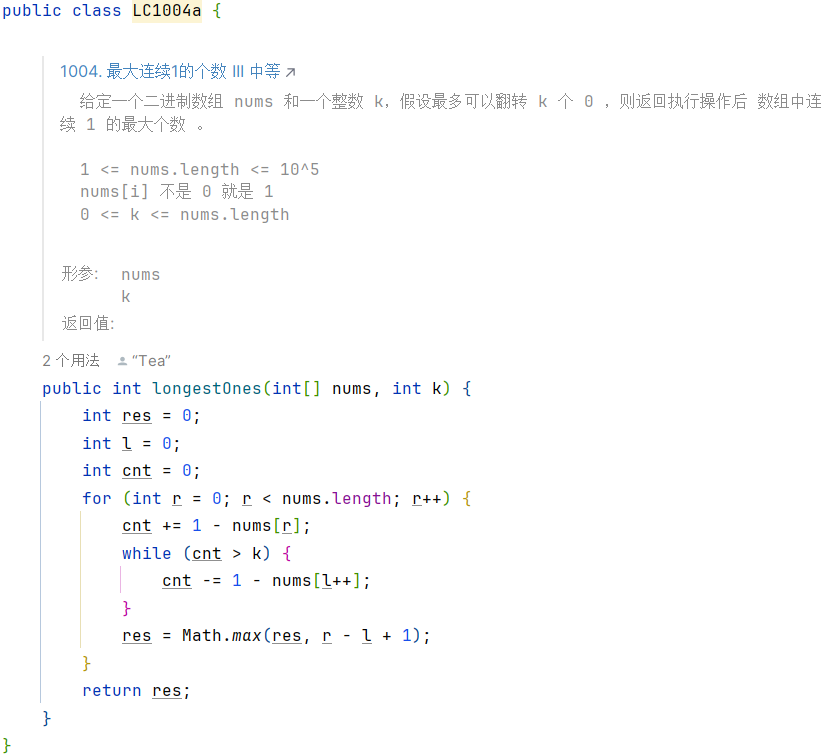 public class LC1004a {
1004. 最大连续1的个数 III 中等 ↗
给定一个二进制数组 nums 和一个整数 k，假设最多可以翻转 k 个 0 ，则返回执行操作后 数组中连
续 1 的最大个数 。
1 <= nums.length <= 10^5
nums[i] 不是 0 就是 1
0 <= k <= nums.length
形参: nums
k
返回值:
2 个用法 “Tea”
public int longestOnes(int[] nums, int k) {
int res = 0;
int l = 0;
int cnt = 0;
for (int r = 0; r < nums.length; r++) {
cnt += 1 - nums[r];
while (cnt > k) {
cnt -= 1 - nums[l++];
}
res = Math.max(res, r - l + 1);
}
return res;
}
}